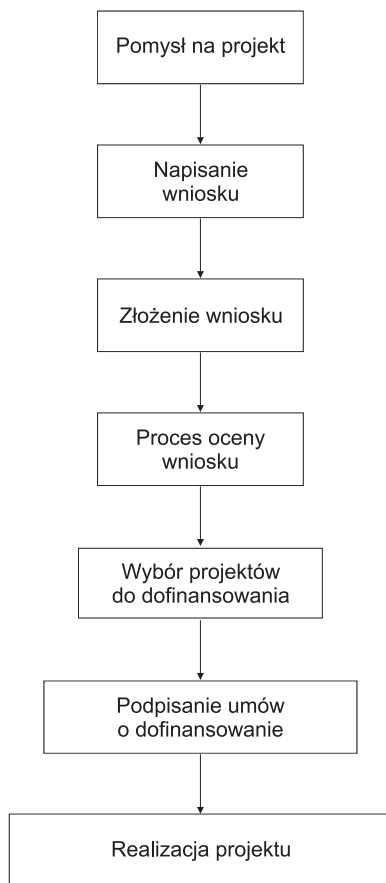 Pomysł na projekt
Napisanie
wniosku
Złożenie wniosku
Proces oceny
wniosku
Wybór projektów
do dofinansowania
Podpisanie umów
o dofinansowanie
Realizacja projektu